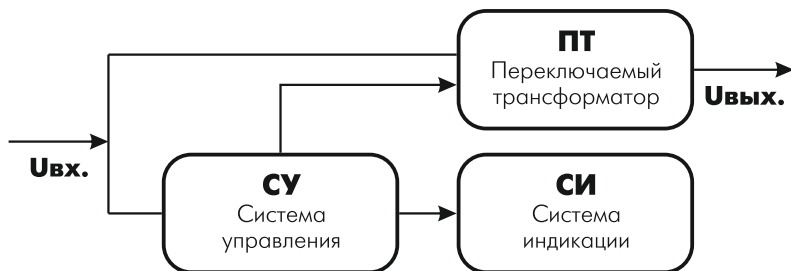 ПТ
Переключаемый
трансформатор
Uвых.
Uвх.
СУ
Система
управления
СИ
Система
индикации